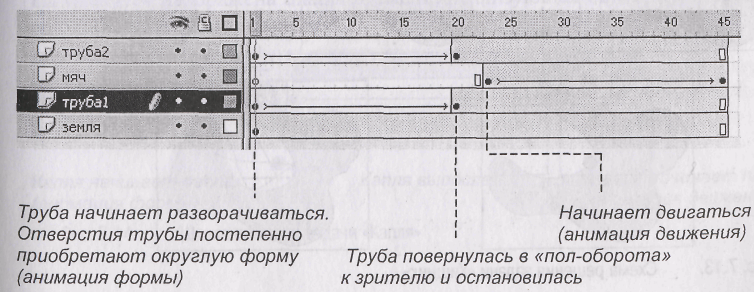 1 5 10 15 20 25 30 35 40 45
труба2
мяч
труба1
земля
Труба начинает разворачиваться.
Отверстия трубы постепенно
приобретают округлую форму
(анимация формы)
Труба повернулась в «пол-оборота»
к зрителю и остановилась
Начинает двигаться
(анимация движения)